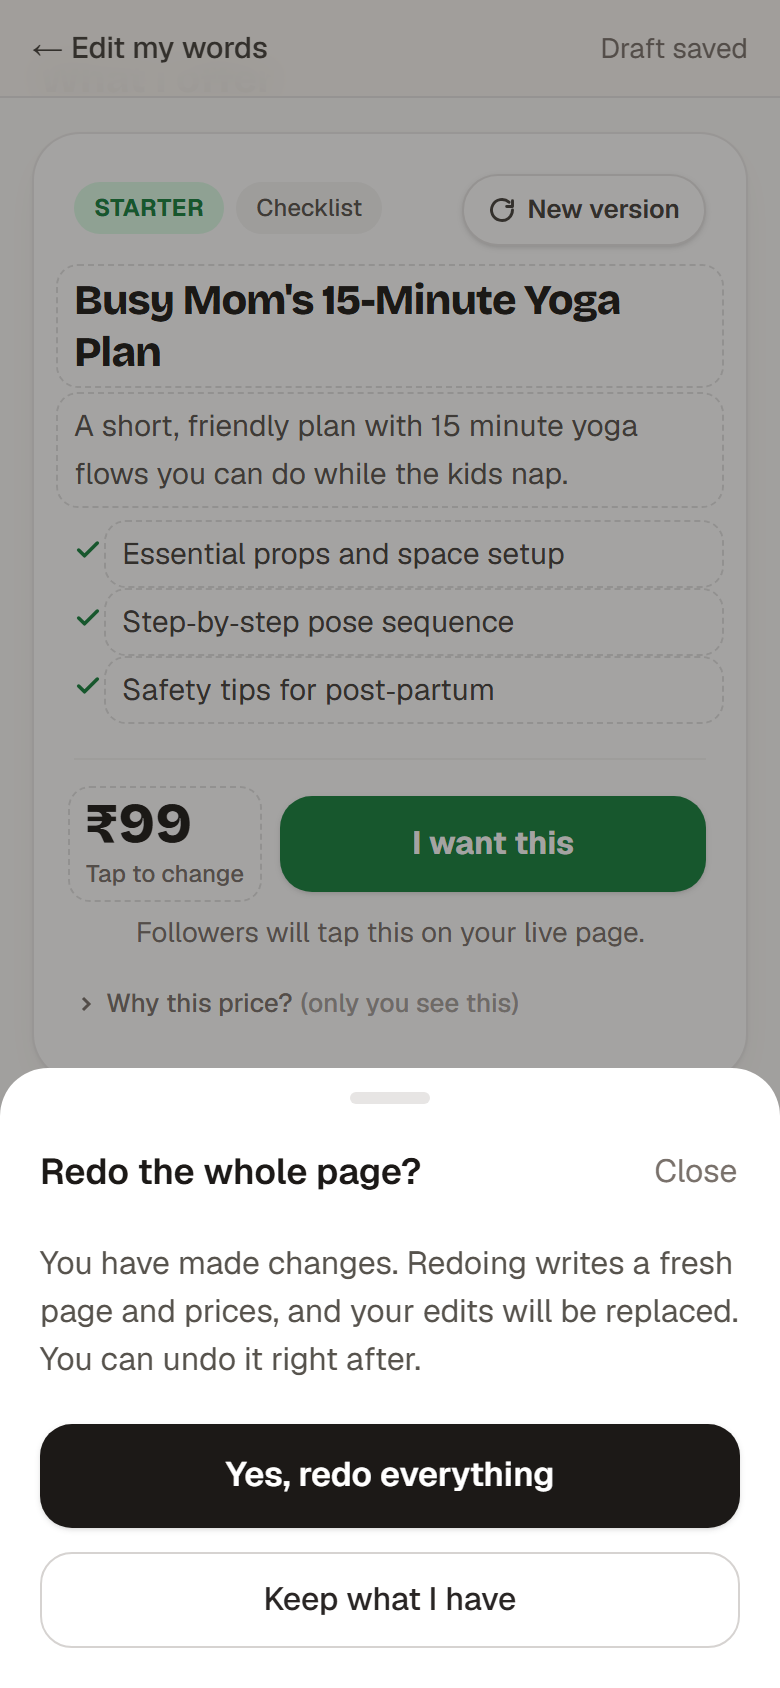 ← Edit my words
Draft saved
STARTER
Checklist
New version
Busy Mom's 15-Minute Yoga
Plan
A short, friendly plan with 15 minute yoga
flows you can do while the kids nap.
Essential props and space setup
Step-by-step pose sequence
Safety tips for post-partum
₹99
Tap to change
I want this
Followers will tap this on your live page.
Why this price? (only you see this)
Redo the whole page?
Close
You have made changes. Redoing writes a fresh
page and prices, and your edits will be replaced.
You can undo it right after.
Yes, redo everything
Keep what I have